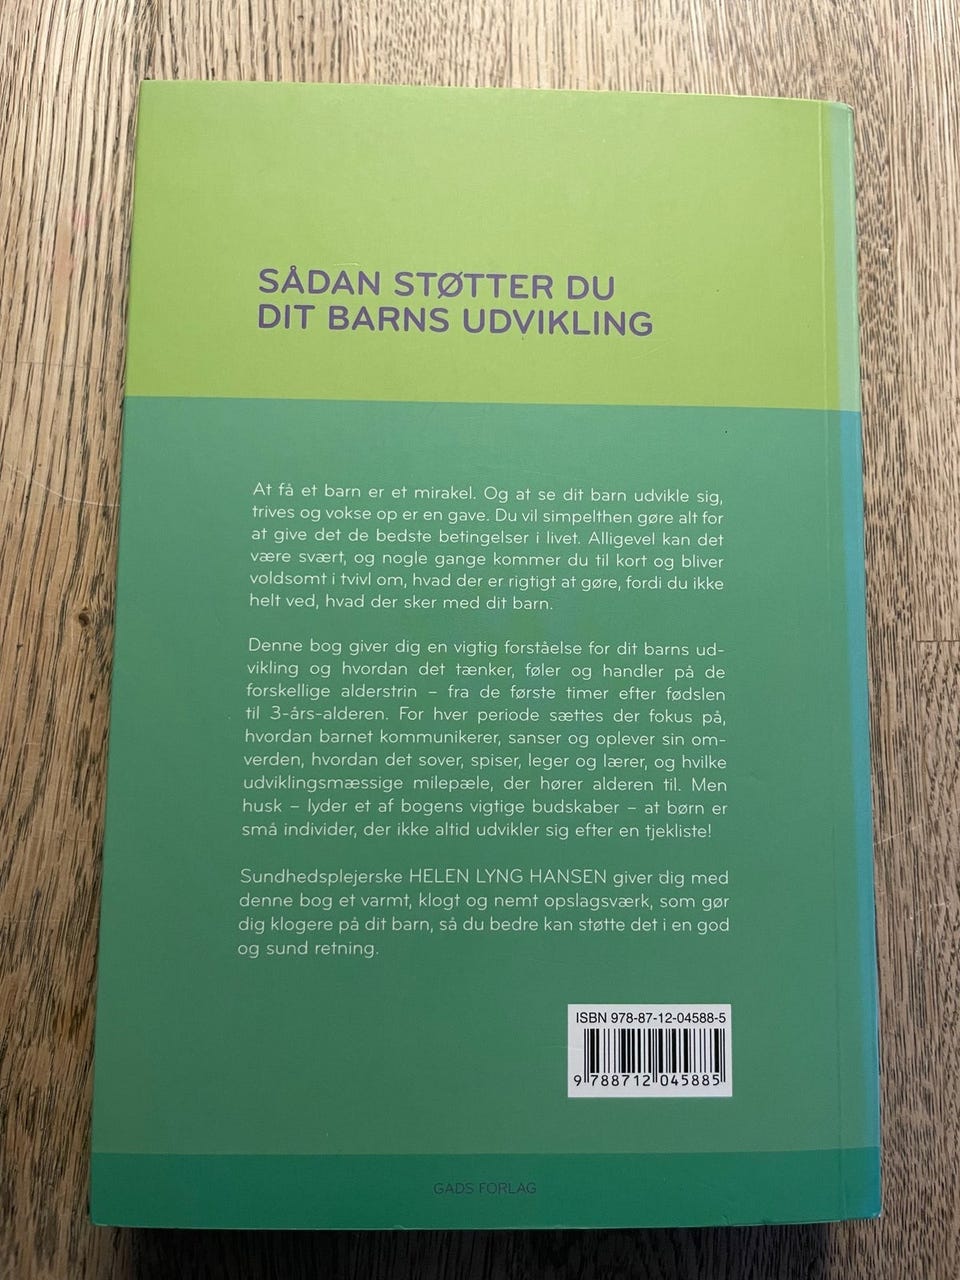 SÅDAN STØTTER DU
DIT BARNS UDVIKLING
At få et barn er et mirakel. Og at se dit barn udvikle sig,
trives og vokse op er en gave. Du vil simpelthen gøre alt for
at give det de bedste betingelser i livet. Alligevel kan det
være svært, og nogle gange kommer du til kort og bliver
voldsomt i tvivl om, hvad der er rigtigt at gøre, fordi du ikke
helt ved, hvad der sker med dit barn.
Denne bog giver dig en vigtig forståelse for dit barns ud-
vikling og hvordan det tænker, føler og handler på de
forskellige alderstrin – fra de første timer efter fødslen
til 3-års-alderen. For hver periode sættes der fokus på,
hvordan barnet kommunikerer, sanser og oplever sin om-
verden, hvordan det sover, spiser, leger og lærer, og hvilke
udviklingsmæssige milepæle, der hører alderen til. Men
husk – lyder et af bogens vigtige budskaber – at børn er
små individer, der ikke altid udvikler sig efter en tjekliste!
Sundhedsplejerske HELEN LYNG HANSEN giver dig med
denne bog et varmt, klogt og nemt opslagsværk, som gør
dig klogere på dit barn, så du bedre kan støtte det i en god
og sund retning.
ISBN 978-87-12-04588-5
9 788712 045885
GADS FORLAG